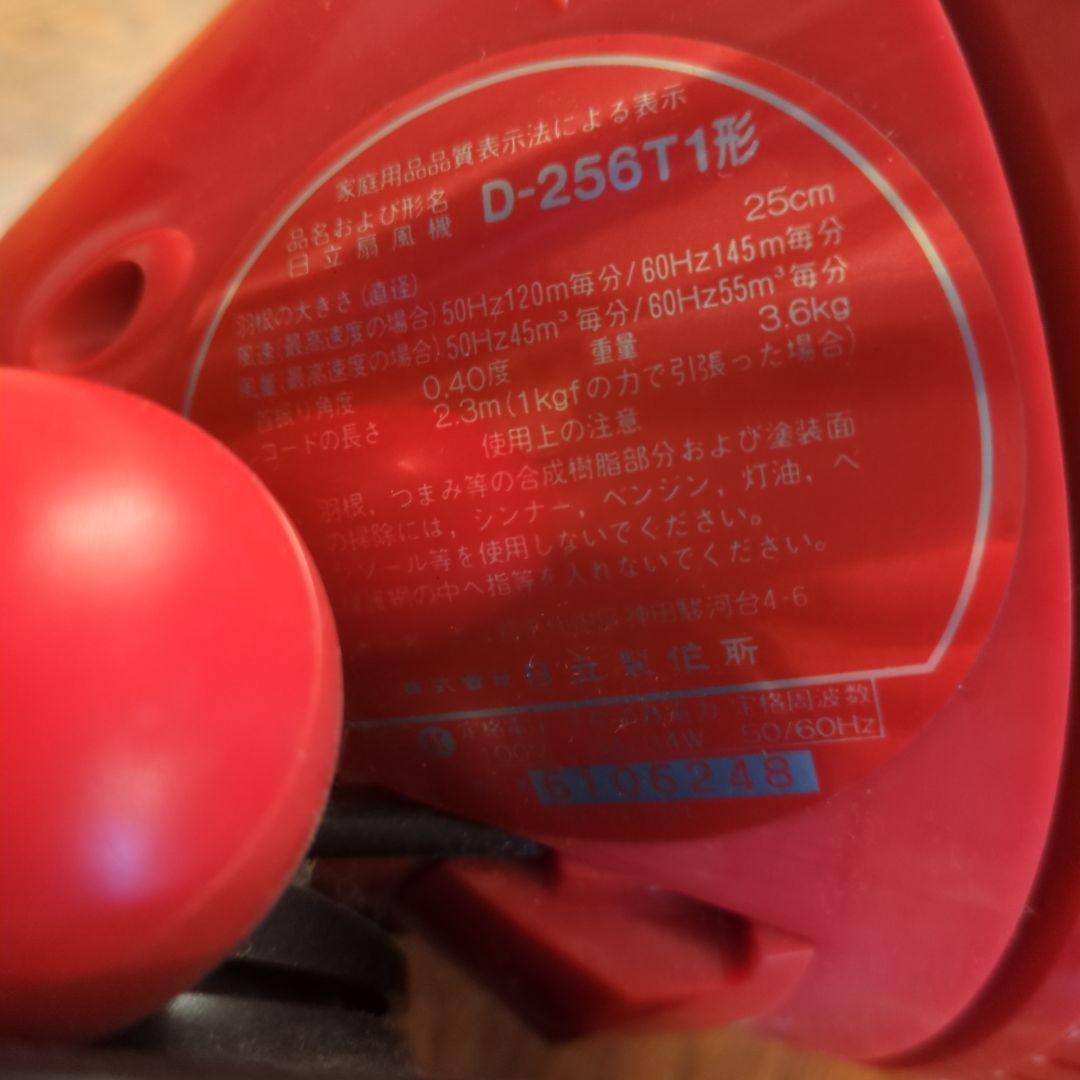 家庭用品品質表示法による表示
品名および形名
日立扇風機 D-256T1形
羽根の大きさ(直径) 25cm
風速(最高速度の場合)50Hz120m毎分/60Hz145m毎分
風量(最高速度の場合)50Hz45m³毎分/60Hz55m³毎分
首振り角度 0.40度 重量 3.6kg
コードの長さ 2.3m(1kgfの力で引張った場合)
使用上の注意
羽根,つまみ等の合成樹脂部分および塗装面
の掃除には,シンナー,ベンジン,灯油,ベ
ンゾール等を使用しないでください。
の中へ指等を入れないでください。
神田駿河台4-6
株式會社 日立製作所
定格周波数
100V 34W 50/60Hz
6106248